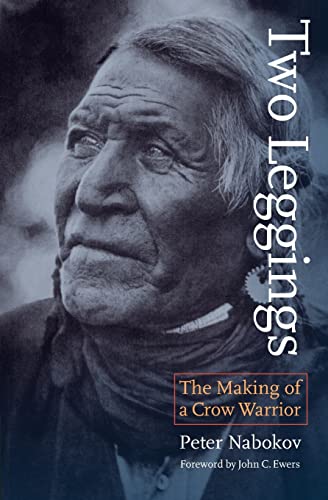 Two Leggings
The Making of
a Crow Warrior
Peter Nabokov
Foreword by John C. Ewers